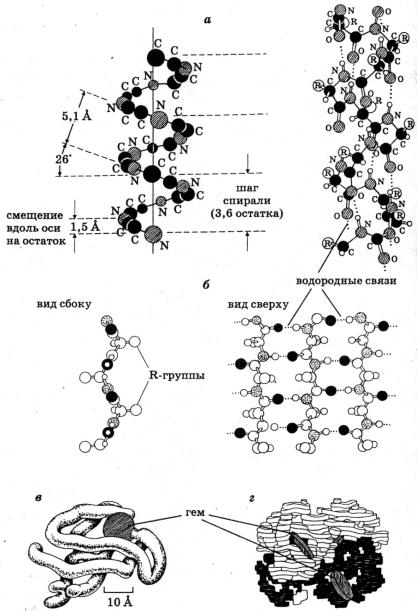 а
C
C
N
C
C
C
N
C
C
N
5,1 Å
N
C
C
N
C
C
26°
N
C
C
C
C
N
C
C
N
шаг
спирали
(3,6 остатка)
смещение
вдоль оси
на остаток
1,5 Å
N
C
C
N
N
O
C
R
H
O
O
N
H
C
R
N
H
R
C
O
O
R
N
H
R
O
H
N
O
C
R
O
водородные связи
б
вид сбоку
вид сверху
R-группы
в
гем
г
10 Å